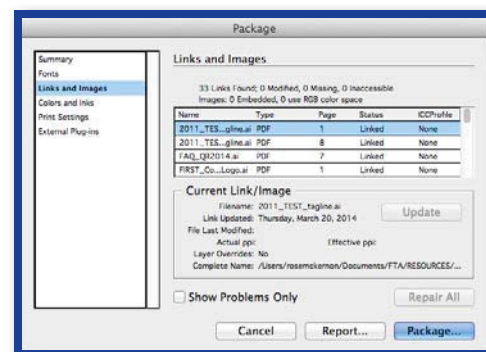 Package
Summary
Fonts
Links and Images
Colors and Inks
Print Settings
External Plug-ins
Links and Images
33 Links Found; 0 Modified, 0 Missing, 0 Inaccessible
Images: 0 Embedded, 0 use RGB color space
Name Type Page Status ICCProfile
2011_TES...gline.ai PDF 1 Linked None
2011_TES...gline.ai PDF 8 Linked None
FAQ_QR2014.ai PDF 7 Linked None
FIRST_Co...Logo.ai PDF 1 Linked None
Current Link/Image
Filename: 2011_TEST_tagline.ai
Link Updated: Thursday, March 20, 2014
Update
File Last Modified:
Actual ppi: Effective ppi:
Layer Overrides: No
Complete Name: /Users/rosemckernon/Documents/FTA/RESOURCES/...
Show Problems Only
Repair All
Cancel
Report...
Package...